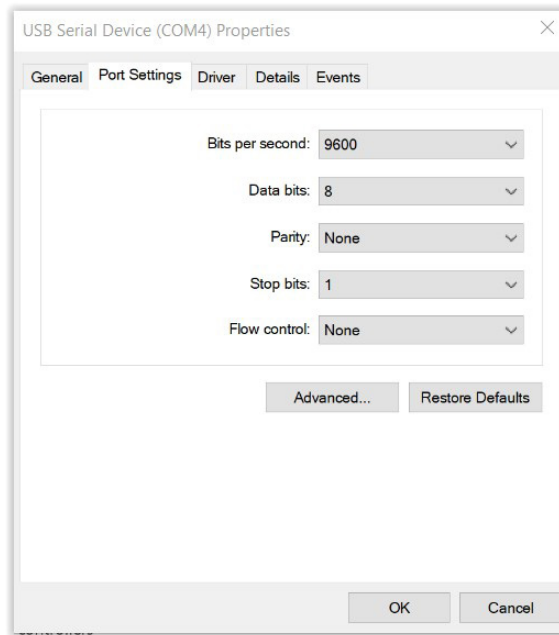 USB Serial Device (COM4) Properties
General Port Settings Driver Details Events
Bits per second: 9600
Data bits: 8
Parity: None
Stop bits: 1
Flow control: None
Advanced... Restore Defaults
OK Cancel